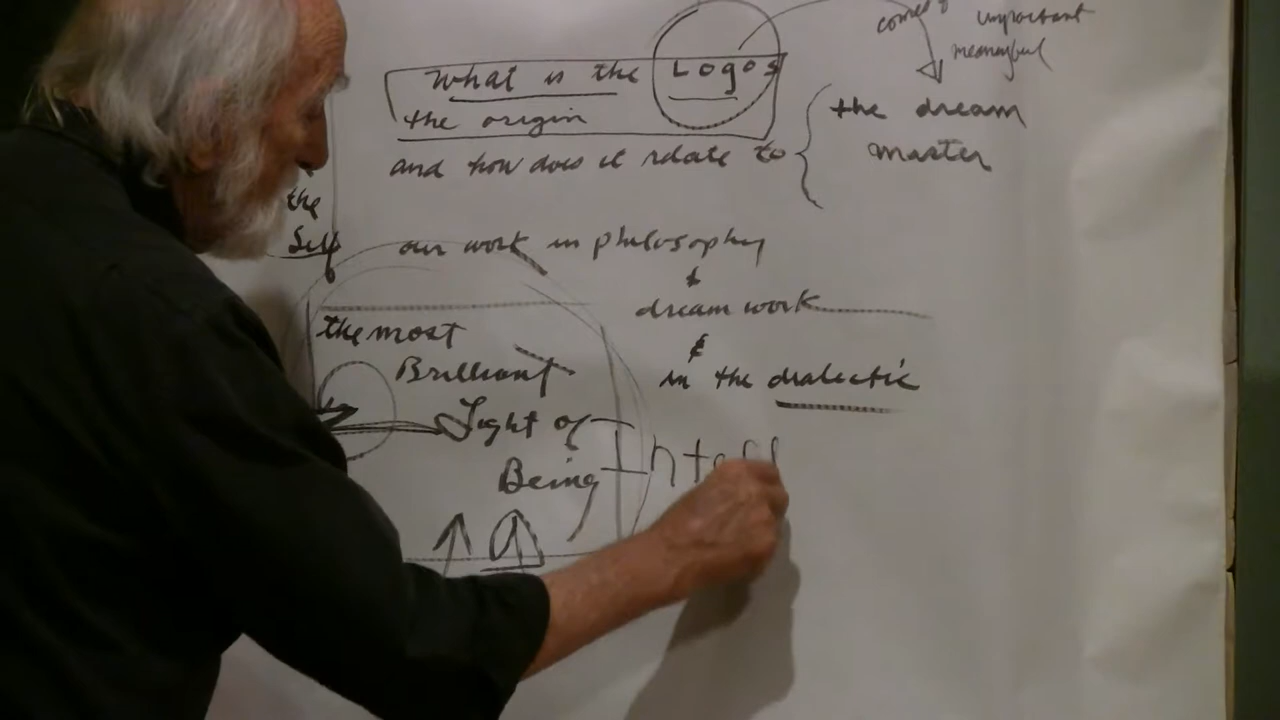 comes
important
meaningful
What is the Logos
the origin
the dream
master
and how does it relate to
the
Self
our work in philosophy
&
dream work
the most
Brilliant
&
in the dialectic
Light of
Being
Intell